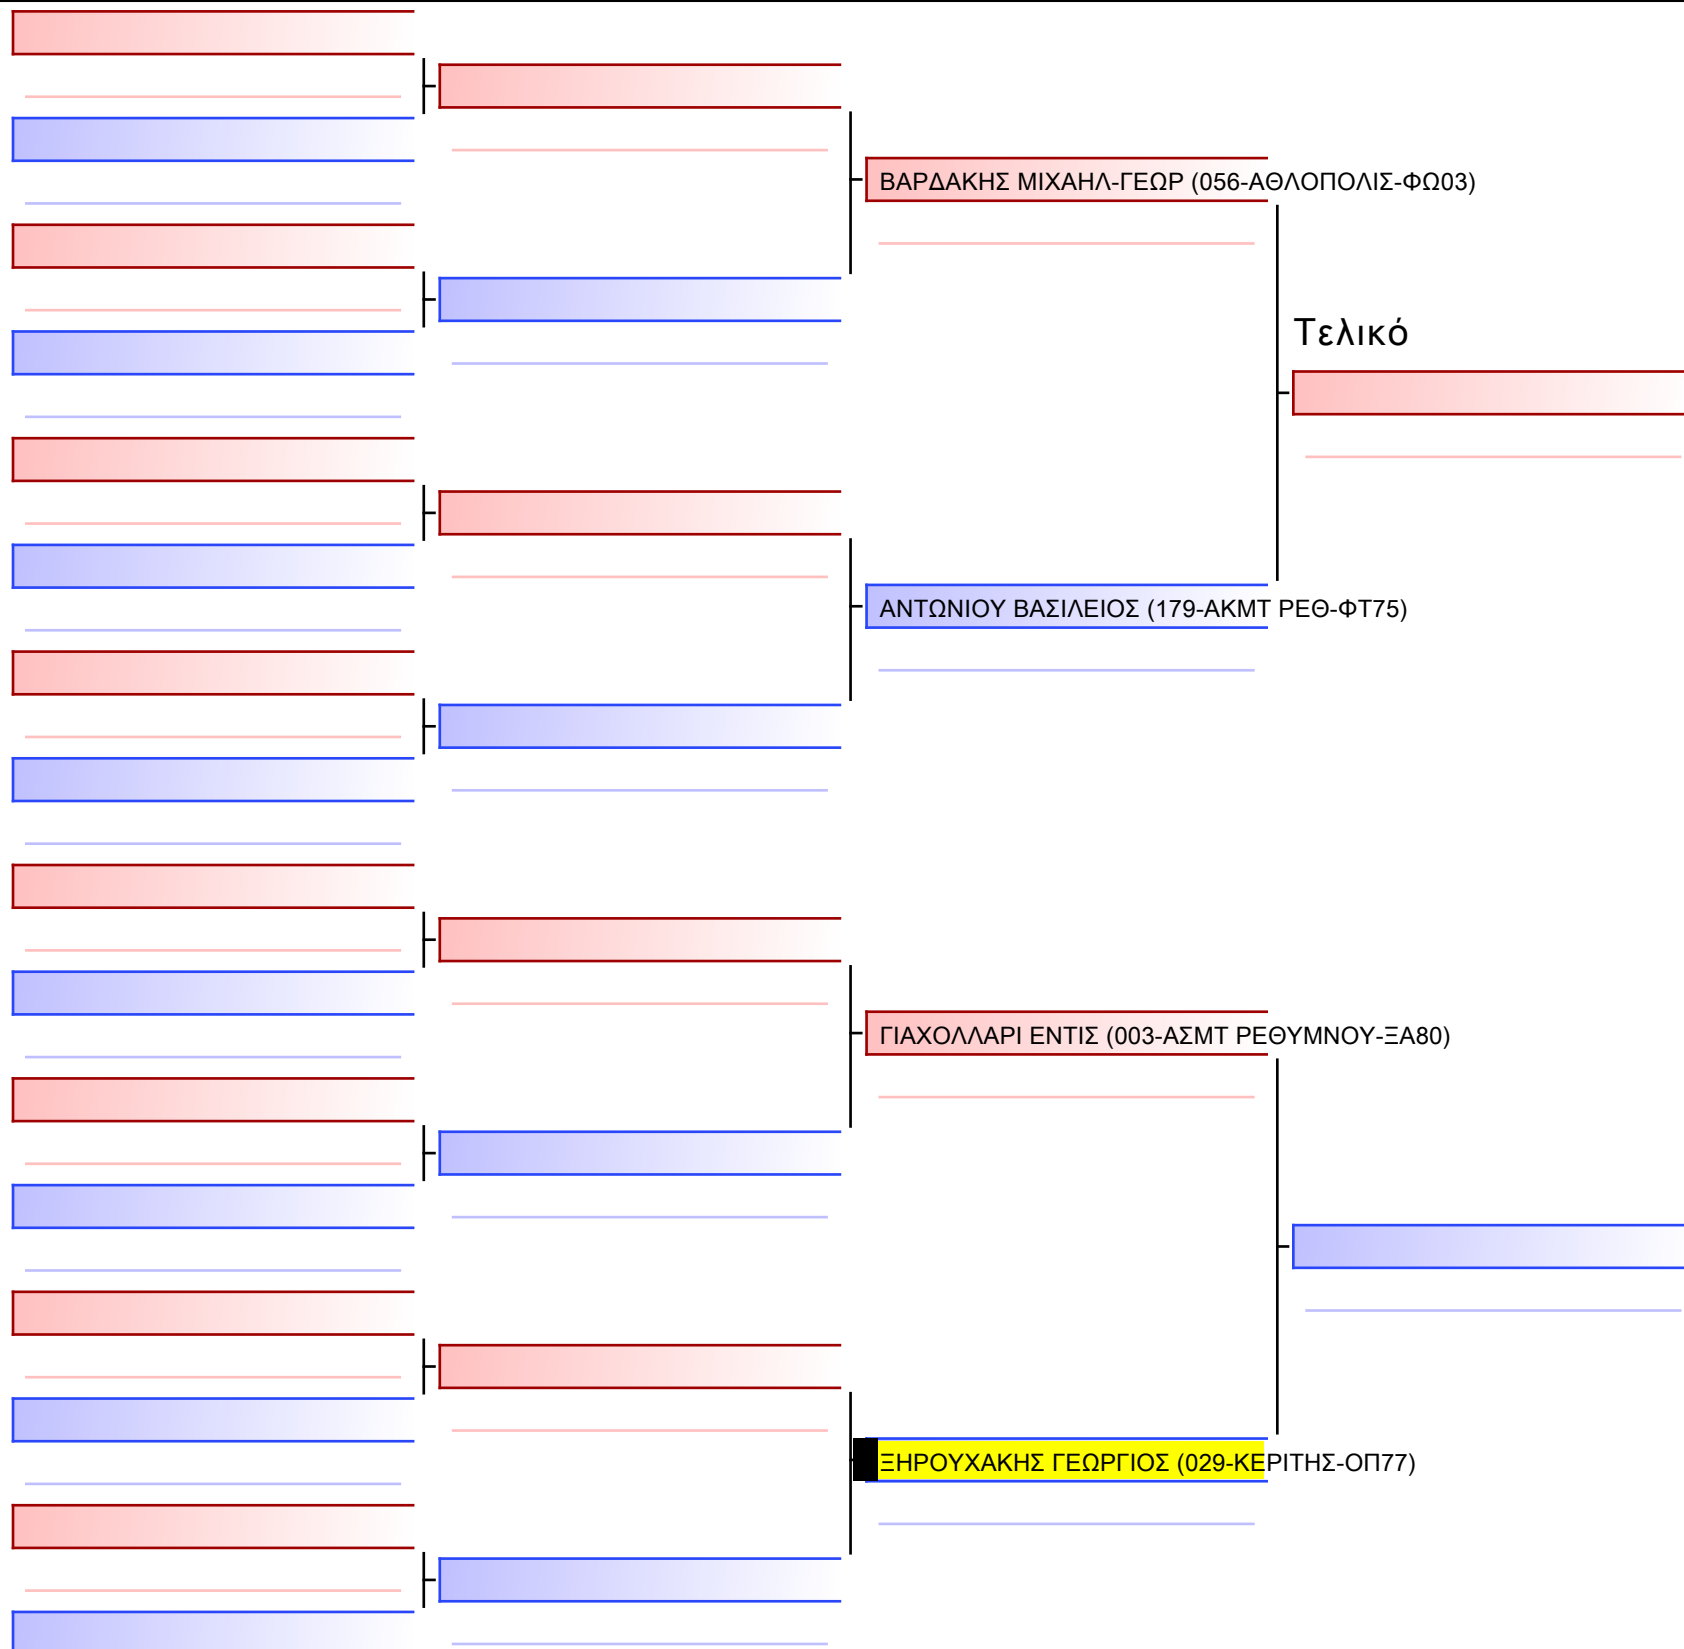 ΒΑΡΔΑΚΗΣ ΜΙΧΑΗΛ-ΓΕΩΡ (056-ΑΘΛΟΠΟΛΙΣ-ΦΩ03)
Τελικό
ΑΝΤΩΝΙΟΥ ΒΑΣΙΛΕΙΟΣ (179-ΑΚΜΤ ΡΕΘ-ΦΤ75)
ΓΙΑΧΟΛΛΑΡΙ ΕΝΤΙΣ (003-ΑΣΜΤ ΡΕΘΥΜΝΟΥ-ΞΑ80)
ΞΗΡΟΥΧΑΚΗΣ ΓΕΩΡΓΙΟΣ (029-ΚΕΡΙΤΗΣ-ΟΠ77)